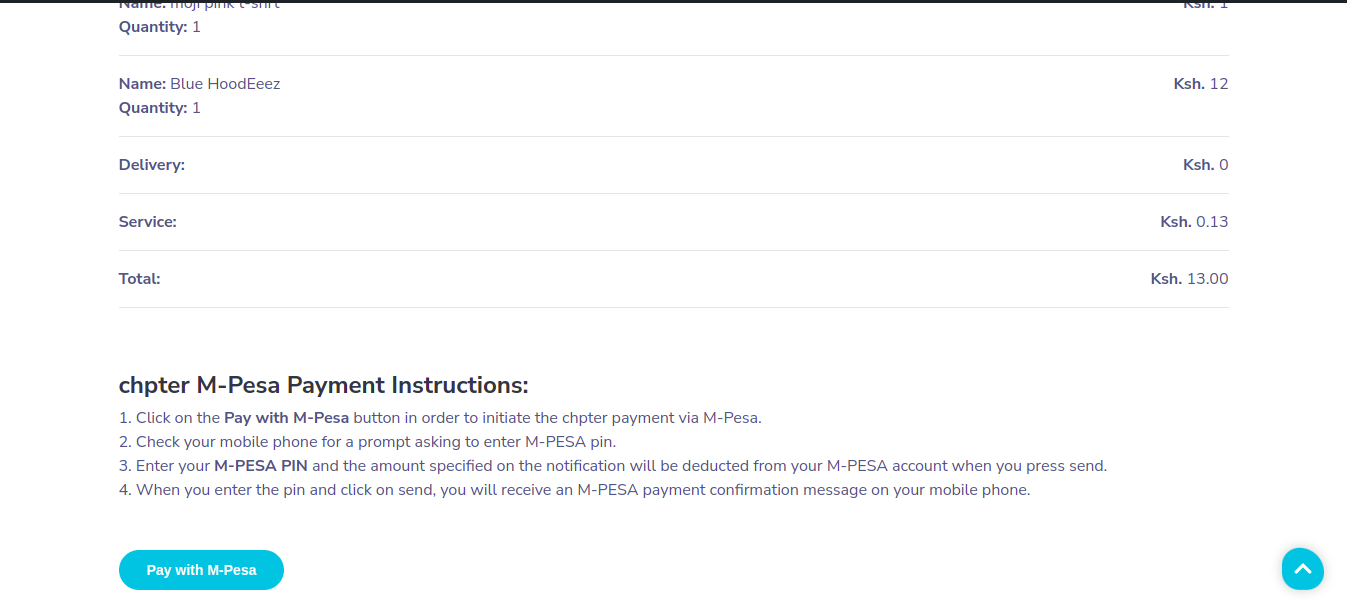 Name: moji pink t-shirt Ksh. 1
Quantity: 1
Name: Blue HoodEeez Ksh. 12
Quantity: 1
Delivery: Ksh. 0
Service: Ksh. 0.13
Total: Ksh. 13.00
chpter M-Pesa Payment Instructions:
1. Click on the Pay with M-Pesa button in order to initiate the chpter payment via M-Pesa.
2. Check your mobile phone for a prompt asking to enter M-PESA pin.
3. Enter your M-PESA PIN and the amount specified on the notification will be deducted from your M-PESA account when you press send.
4. When you enter the pin and click on send, you will receive an M-PESA payment confirmation message on your mobile phone.
Pay with M-Pesa